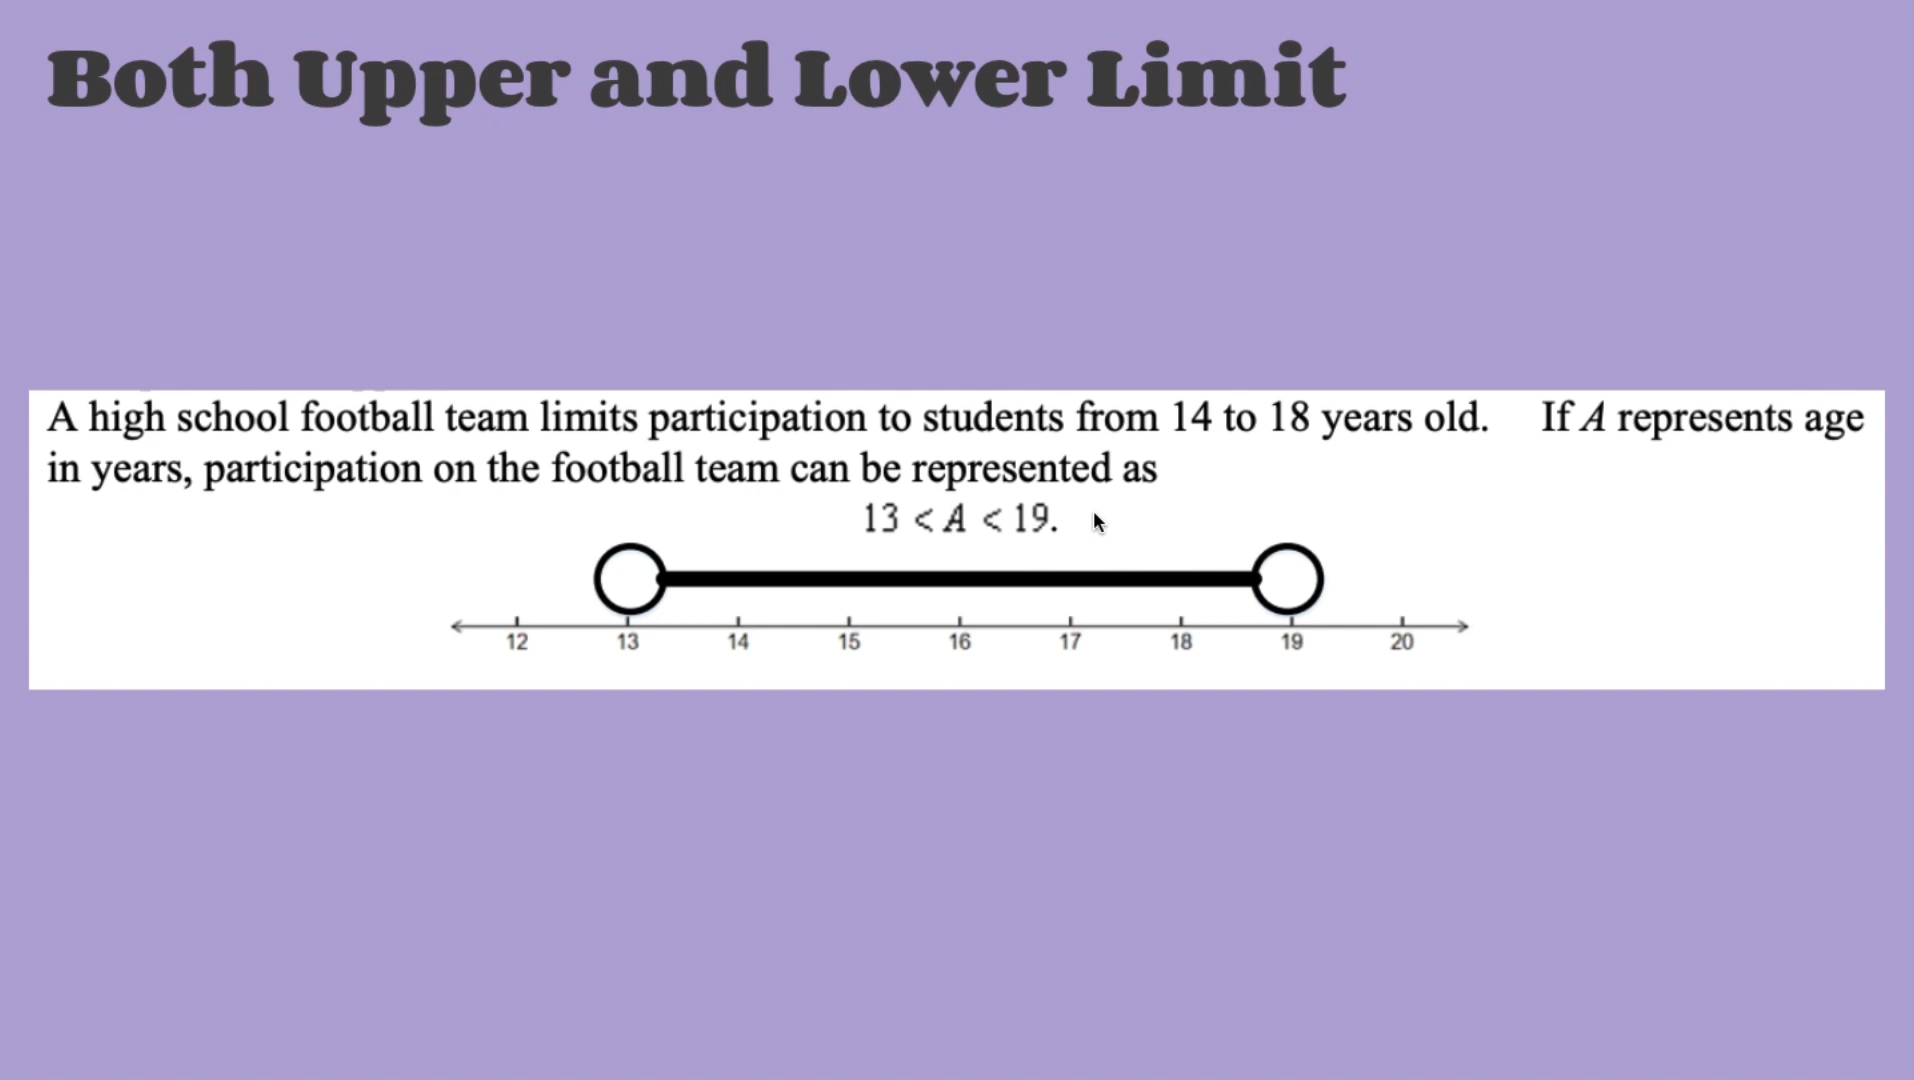 Both Upper and Lower Limit
A high school football team limits participation to students from 14 to 18 years old. If A represents age
in years, participation on the football team can be represented as
13 < A < 19.
12 13 14 15 16 17 18 19 20